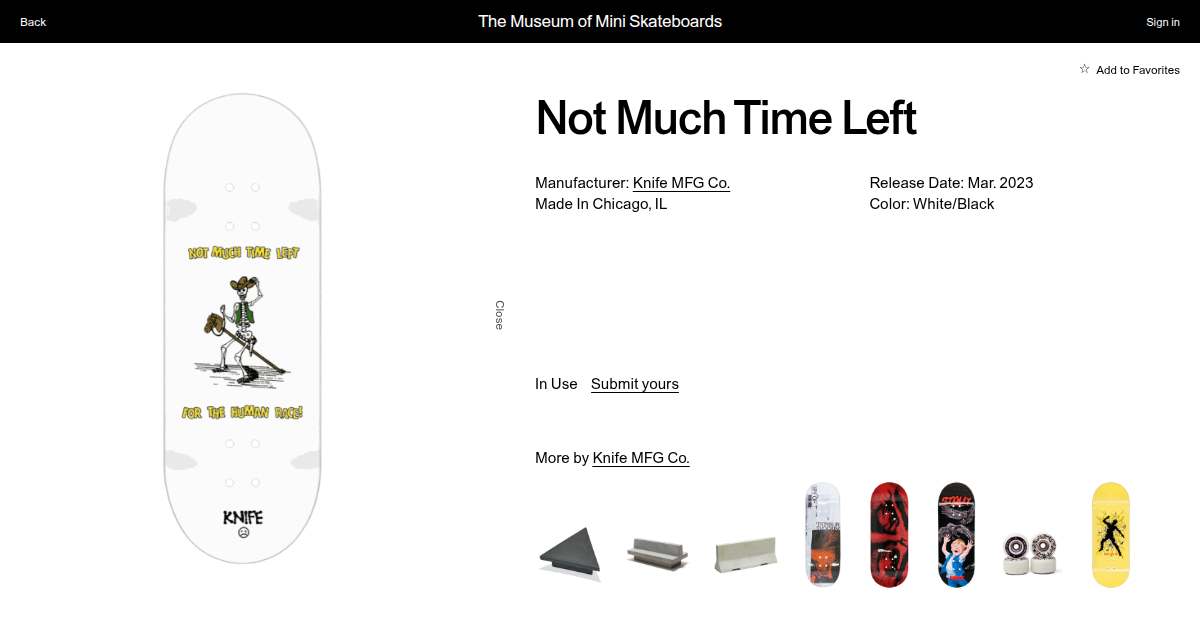 Back
The Museum of Mini Skateboards
Sign in
☆ Add to Favorites
Not Much Time Left
Manufacturer: Knife MFG Co.
Made In Chicago, IL
Release Date: Mar. 2023
Color: White/Black
NOT MUCH TIME LEFT
FOR THE HUMAN RACE!
KNIFE
Close
In Use Submit yours
More by Knife MFG Co.